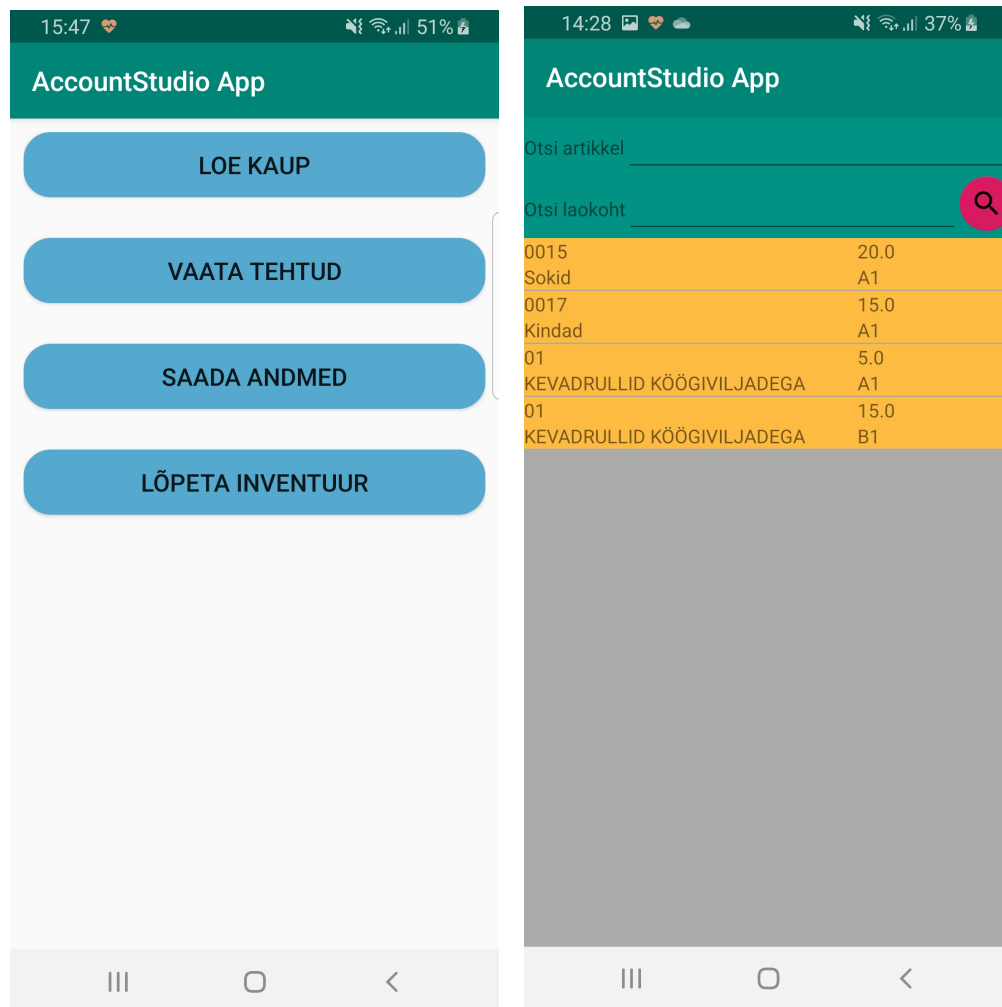 15:47 51%
AccountStudio App
LOE KAUP
VAATA TEHTUD
SAADA ANDMED
LÕPETA INVENTUUR
14:28 37%
AccountStudio App
Otsi artikkel
Otsi laokoht
0015 20.0
Sokid A1
0017 15.0
Kindad A1
01 5.0
KEVADRULLID KÖÖGIVILJADEGA A1
01 15.0
KEVADRULLID KÖÖGIVILJADEGA B1